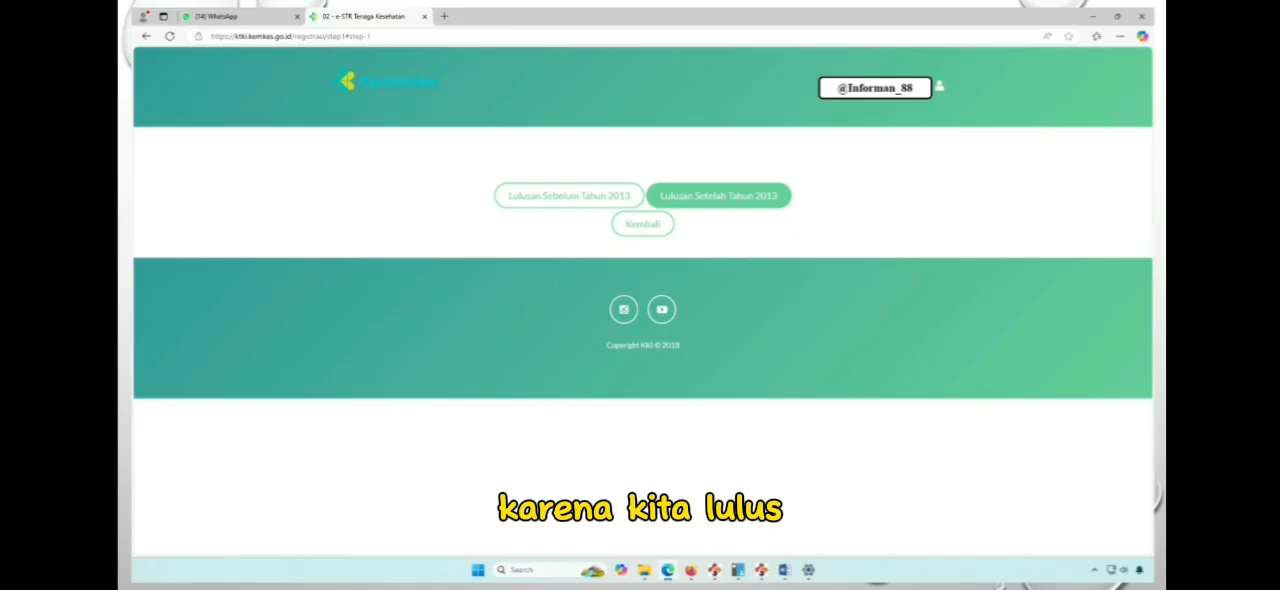 (14) WhatsApp
02 - e-STR Tenaga Kesehatan
https://ktki.kemkes.go.id/registrasi/step1#step-1
Kemenkes
@Informan_88
Lulusan Sebelum Tahun 2013
Lulusan Setelah Tahun 2013
Kembali
Copyright KKI © 2018
karena kita lulus
Search